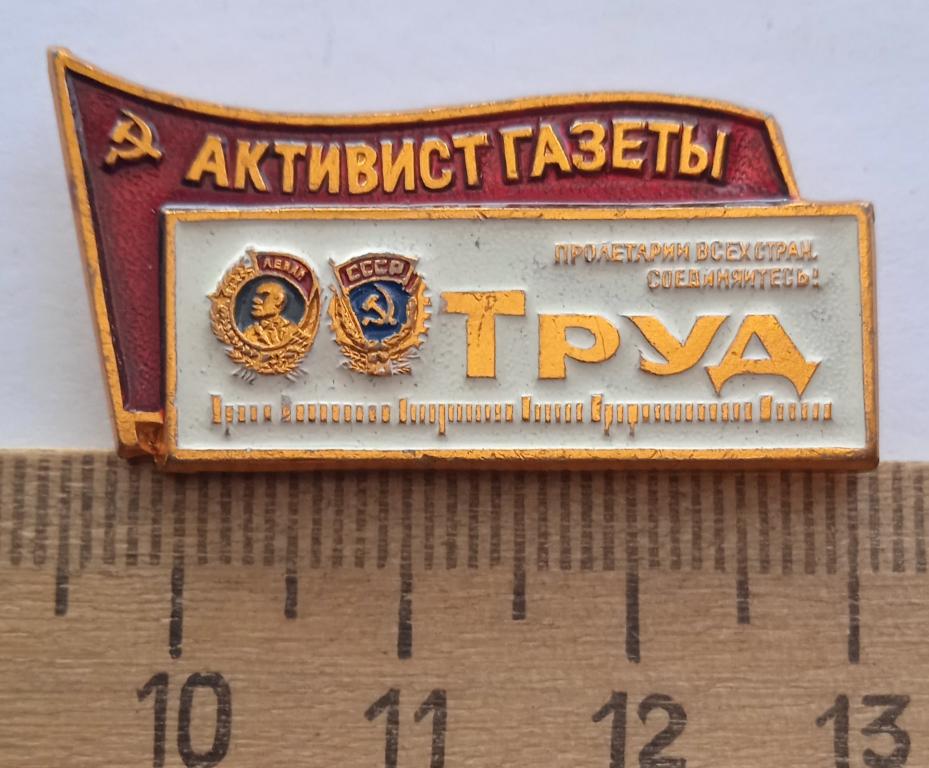 АКТИВИСТ ГАЗЕТЫ
ЛЕНИН
СССР
ПРОЛЕТАРИИ ВСЕХ СТРАН,
СОЕДИНЯЙТЕСЬ!
ТРУД
10 11 12 13